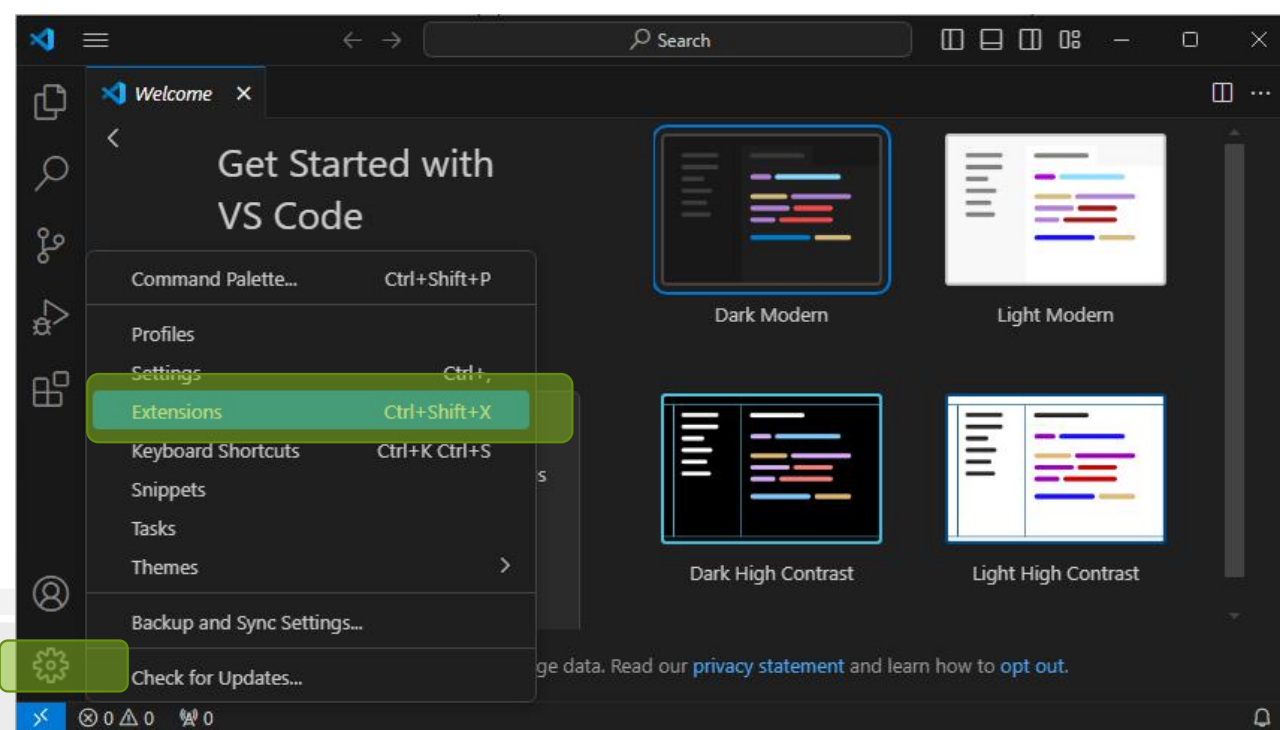 Search
Welcome
Get Started with
VS Code
Command Palette... Ctrl+Shift+P
Profiles
Settings Ctrl+,
Extensions Ctrl+Shift+X
Keyboard Shortcuts Ctrl+K Ctrl+S
Snippets
Tasks
Themes
Backup and Sync Settings...
Check for Updates...
s
Dark Modern
Light Modern
Dark High Contrast
Light High Contrast
ge data. Read our privacy statement and learn how to opt out.
0 0 0